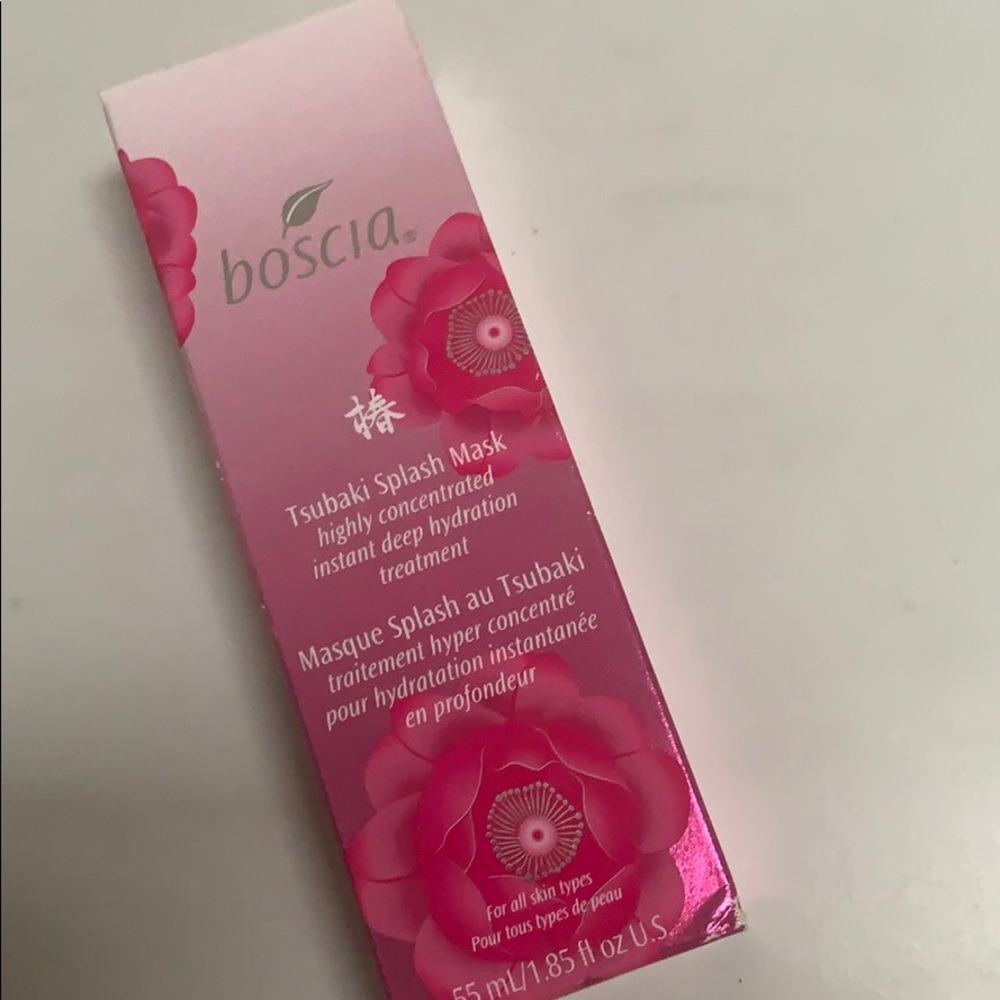 boscia®
椿
Tsubaki Splash Mask
highly concentrated
instant deep hydration
treatment
Masque Splash au Tsubaki
traitement hyper concentré
pour hydratation instantanée
en profondeur
For all skin types
Pour tous types de peau
55 mL/1.85 fl oz U.S.